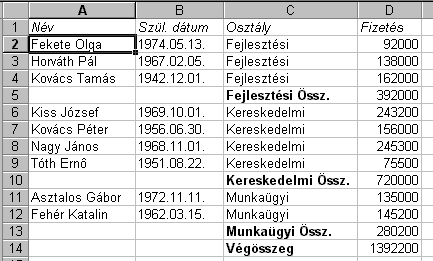 A B C D
1 Név Szül. dátum Osztály Fizetés
2 Fekete Olga 1974.05.13. Fejlesztési 92000
3 Horváth Pál 1967.02.05. Fejlesztési 138000
4 Kovács Tamás 1942.12.01. Fejlesztési 162000
5 Fejlesztési Össz. 392000
6 Kiss József 1969.10.01. Kereskedelmi 243200
7 Kovács Péter 1956.06.30. Kereskedelmi 156000
8 Nagy János 1968.11.01. Kereskedelmi 245300
9 Tóth Ernô 1951.08.22. Kereskedelmi 75500
10 Kereskedelmi Össz. 720000
11 Asztalos Gábor 1972.11.11. Munkaügyi 135000
12 Fehér Katalin 1962.03.15. Munkaügyi 145200
13 Munkaügyi Össz. 280200
14 Végösszeg 1392200